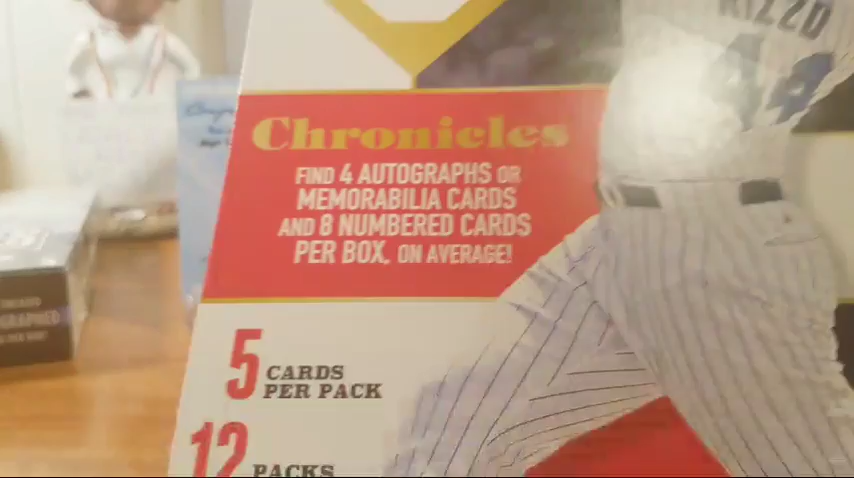 RIZZO
44
Chronicles
FIND 4 AUTOGRAPHS OR
MEMORABILIA CARDS
AND 8 NUMBERED CARDS
PER BOX, ON AVERAGE!
5 CARDS
PER PACK
12 PACKS